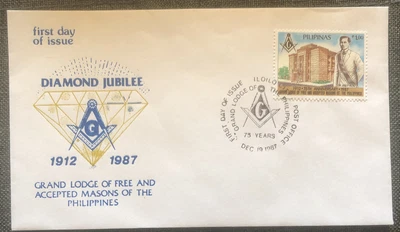 first day
of issue
DIAMOND JUBILEE
G
1912 1987
GRAND LODGE OF FREE AND
ACCEPTED MASONS OF THE
PHILIPPINES
PILIPINAS
FIRST DAY OF ISSUE ILOILO POST OFFICE
GRAND LODGE OF THE PHILIPPINES
G
75 YEARS
DEC 19 1987